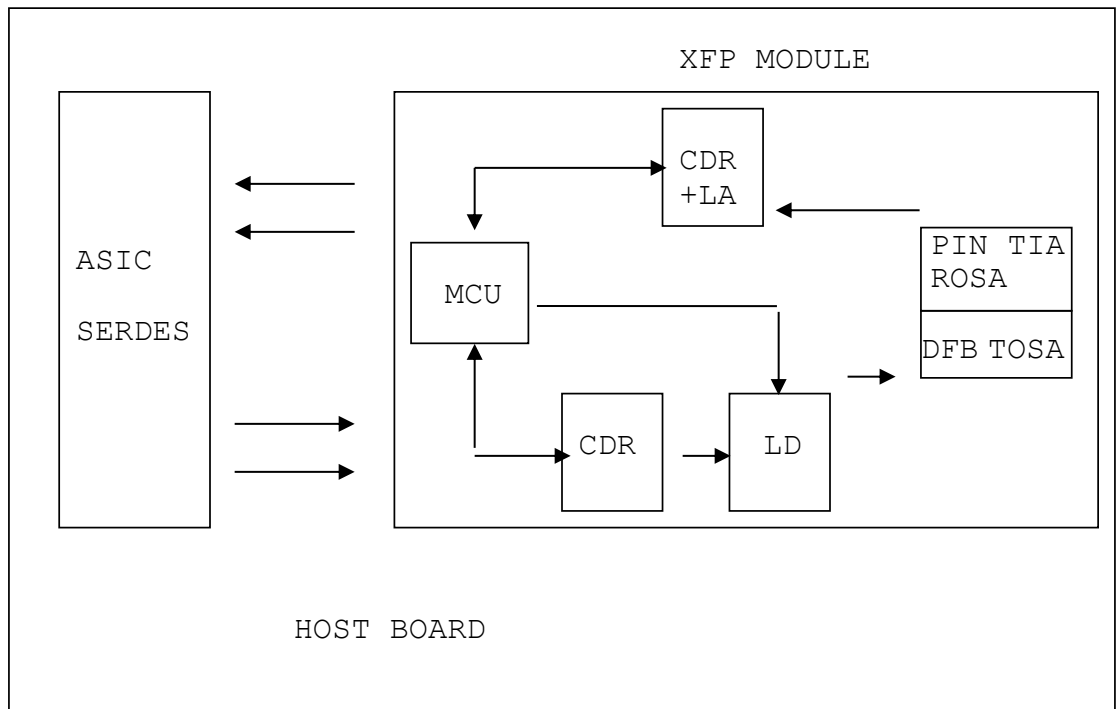 XFP MODULE
CDR
+LA
ASIC
SERDES
MCU
PIN TIA
ROSA
DFB TOSA
CDR
LD
HOST BOARD